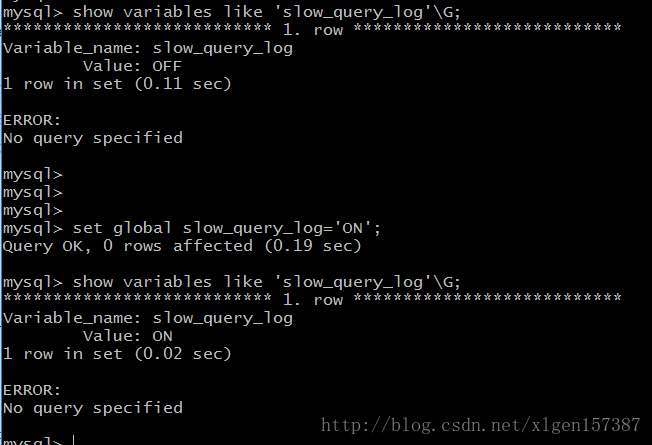 mysql> show variables like 'slow_query_log'\G;
*************************** 1. row ***************************
Variable_name: slow_query_log
        Value: OFF
1 row in set (0.11 sec)

ERROR:
No query specified

mysql>
mysql>
mysql>
mysql> set global slow_query_log='ON';
Query OK, 0 rows affected (0.19 sec)

mysql> show variables like 'slow_query_log'\G;
*************************** 1. row ***************************
Variable_name: slow_query_log
        Value: ON
1 row in set (0.02 sec)

ERROR:
No query specified

http://blog.csdn.net/xlgen157387
mysql>